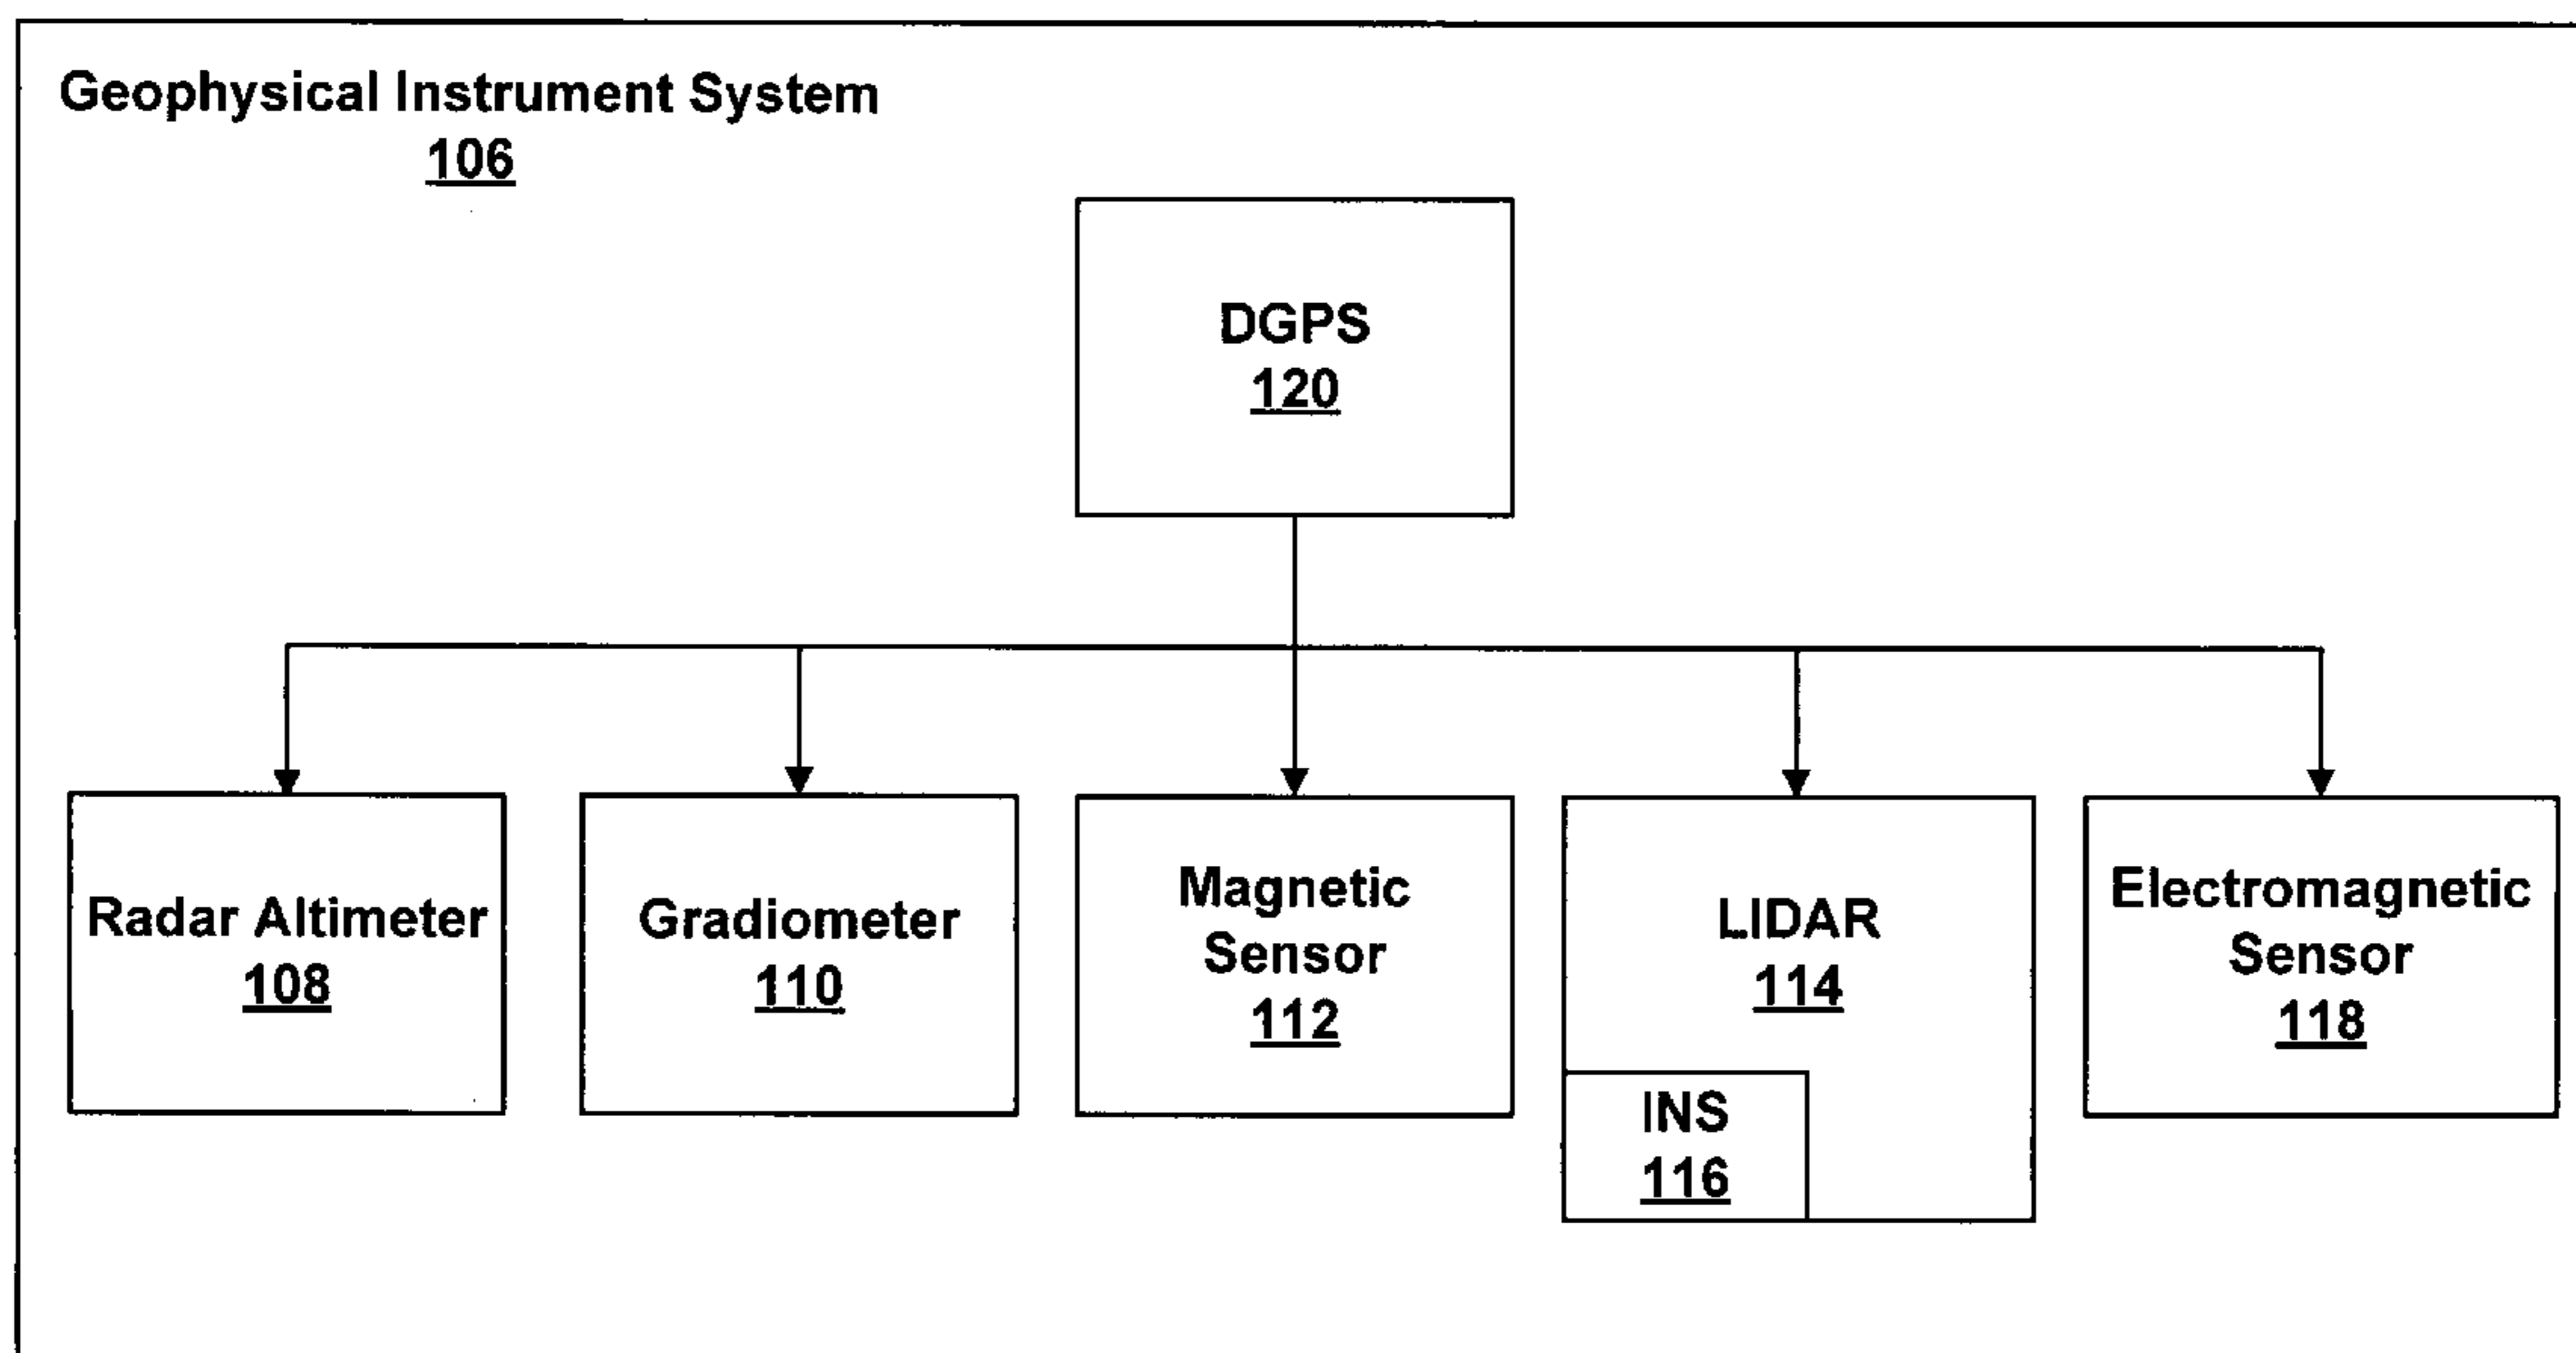 Geophysical Instrument System
106
DGPS
120
Radar Altimeter
108
Gradiometer
110
Magnetic
Sensor
112
LIDAR
114
INS
116
Electromagnetic
Sensor
118